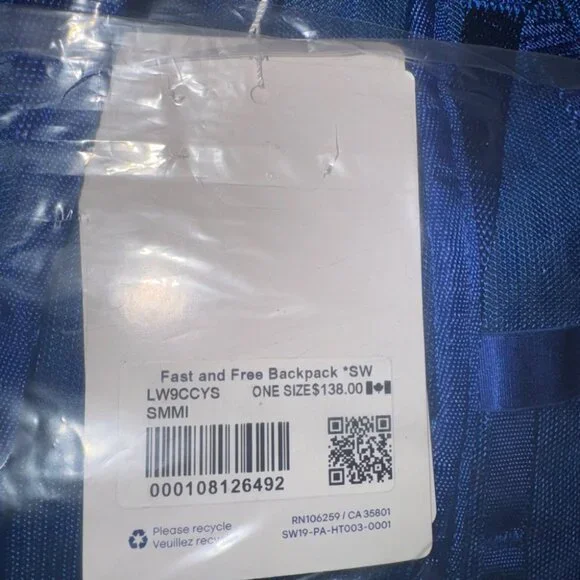 Fast and Free Backpack *SW
LW9CCYS ONE SIZE$138.00
SMMI
000108126492
Please recycle
Veuillez
RN106259 / CA 35801
SW19-PA-HT003-0001